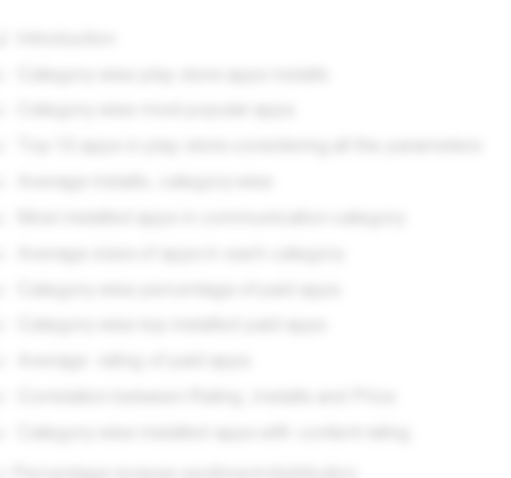 Introduction
Category wise play store apps installs
Category wise most popular apps
Top 10 apps in play store considering all the parameters
Average installs, category wise
Most installed apps in communication category
Average sizes of apps in each category
Category wise percentage of paid apps
Category wise top installed paid apps
Average rating of paid apps
Correlation between Rating, Installs and Price
Category wise installed apps with content rating
Percentage reviews sentiment distribution